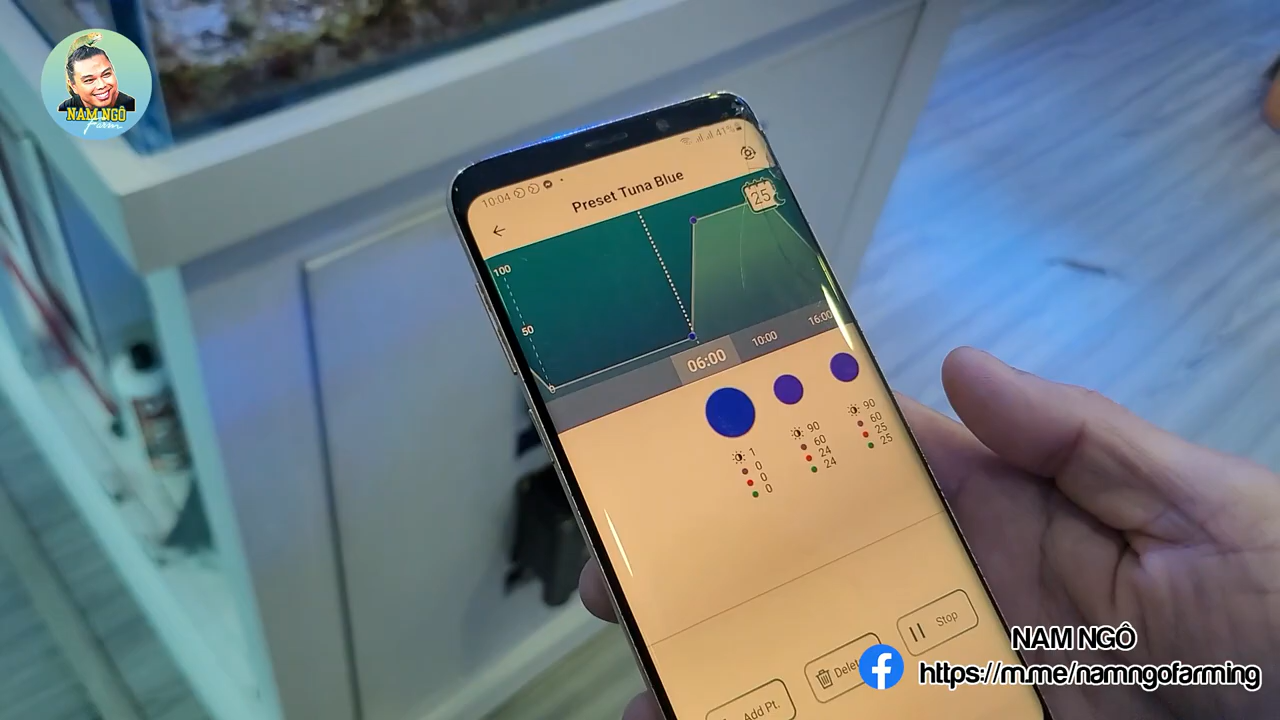 NAM NGÔ
Farm
10:04
41%
Preset Tuna Blue
25
100
50
06:00
10:00
16:00
1
0
0
0
90
60
24
24
90
60
25
25
Add Pt.
Delet
Stop
NAM NGÔ
https://m.me/namngofarming